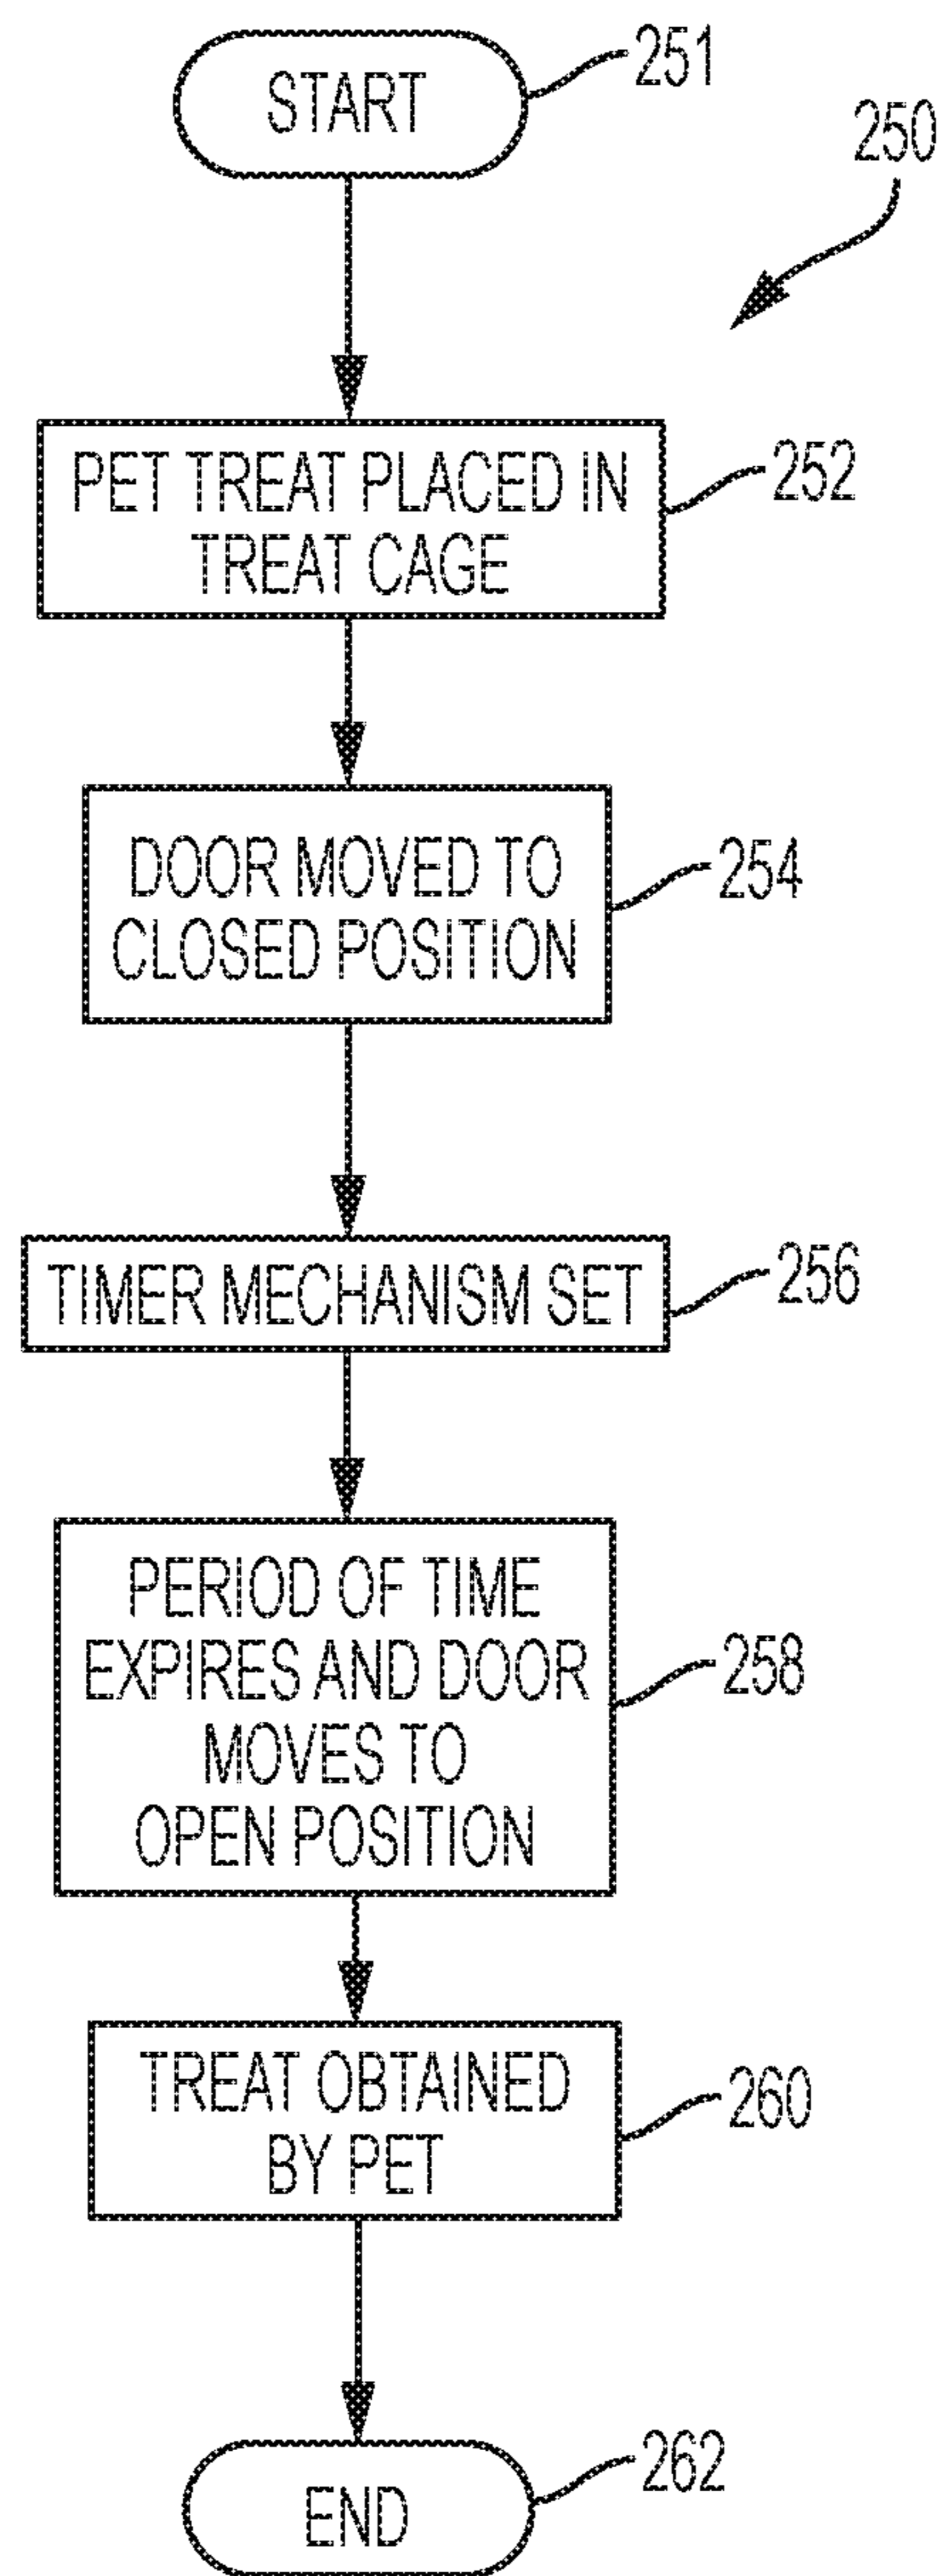 START
251
250
PET TREAT PLACED IN
TREAT CAGE
252
DOOR MOVED TO
CLOSED POSITION
254
TIMER MECHANISM SET
256
PERIOD OF TIME
EXPIRES AND DOOR
MOVES TO
OPEN POSITION
258
TREAT OBTAINED
BY PET
260
END
262